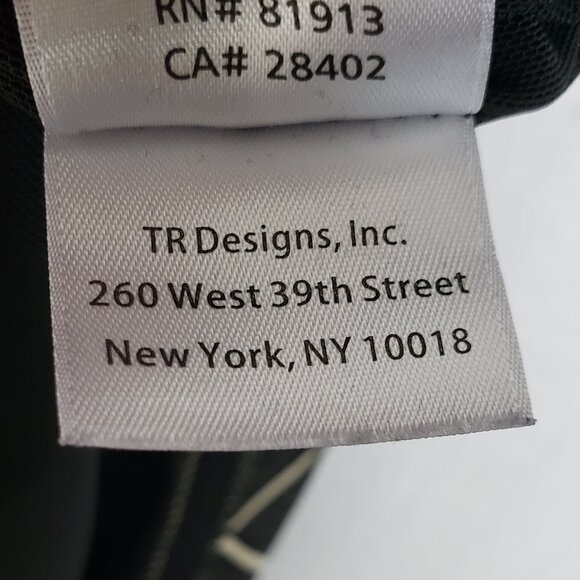 RN# 81913
CA# 28402
TR Designs, Inc.
260 West 39th Street
New York, NY 10018